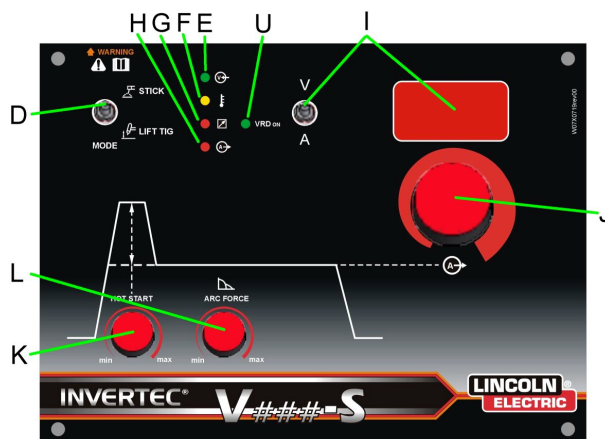 H G F E U I
WARNING
STICK
V
D
VRD ON
LIFT TIG
MODE
A
W07X0719rev00
J
A
L
HOT START
ARC FORCE
K
min max
min max
INVERTEC® V###-S
LINCOLN®
ELECTRIC